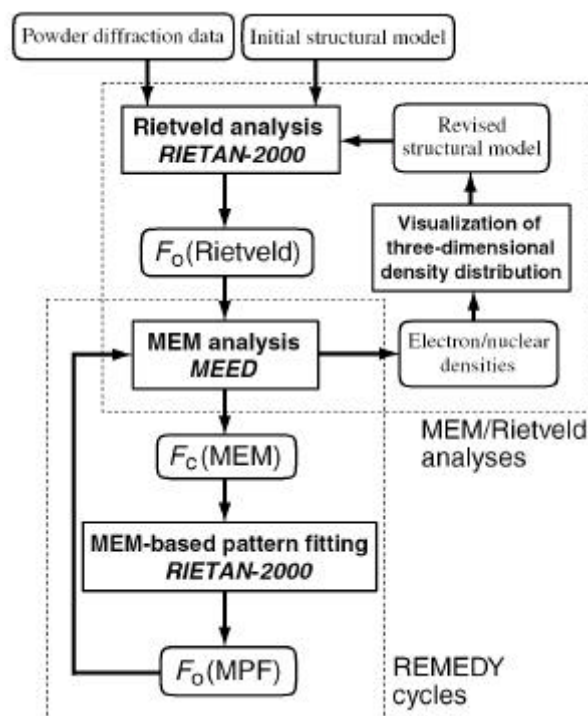 Powder diffraction data
Initial structural model
Rietveld analysis
RIETAN-2000
Revised
structural model
Visualization of
three-dimensional
density distribution
Fo(Rietveld)
MEM analysis
MEED
Electron/nuclear
densities
MEM/Rietveld
analyses
Fc(MEM)
MEM-based pattern fitting
RIETAN-2000
Fo(MPF)
REMEDY
cycles